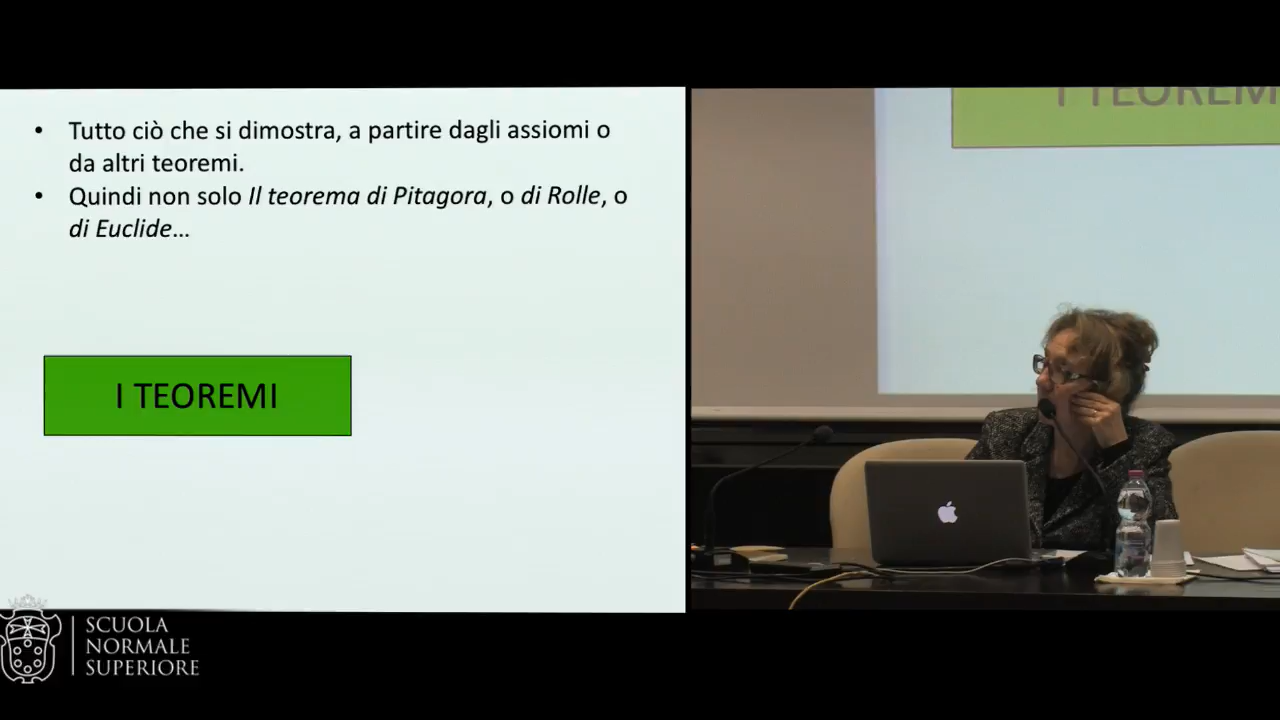 • Tutto ciò che si dimostra, a partire dagli assiomi o
da altri teoremi.
• Quindi non solo Il teorema di Pitagora, o di Rolle, o
di Euclide…
I TEOREMI
I TEOREMI
SCUOLA
NORMALE
SUPERIORE